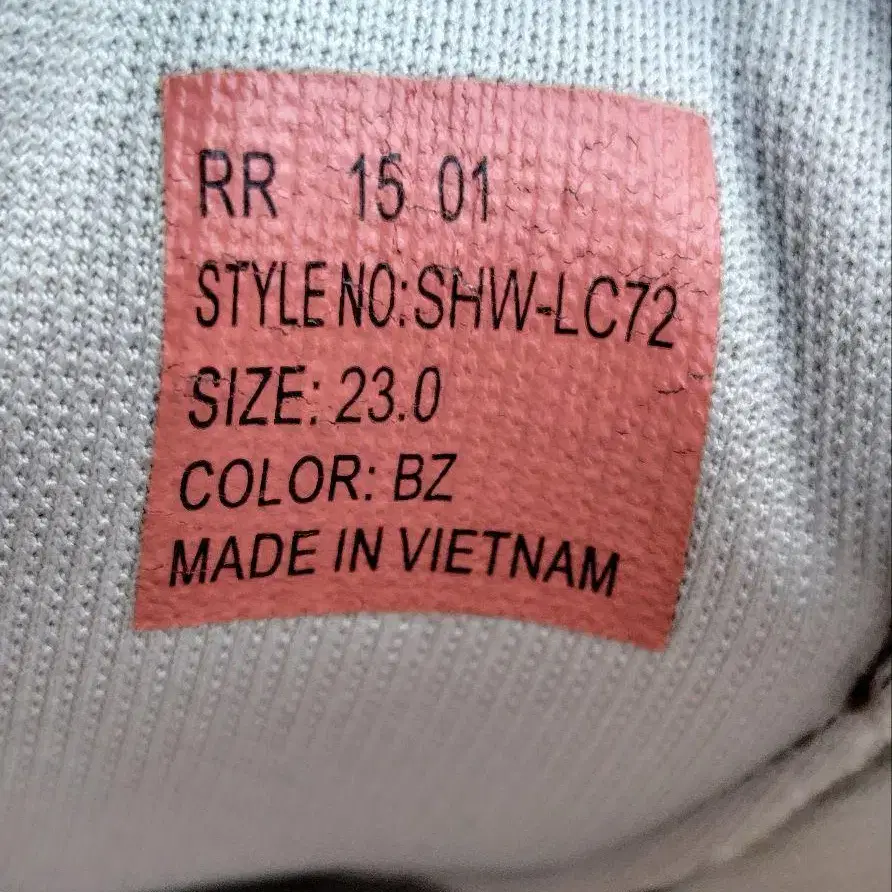 RR 15 01
STYLE NO:SHW-LC72
SIZE: 23.0
COLOR: BZ
MADE IN VIETNAM